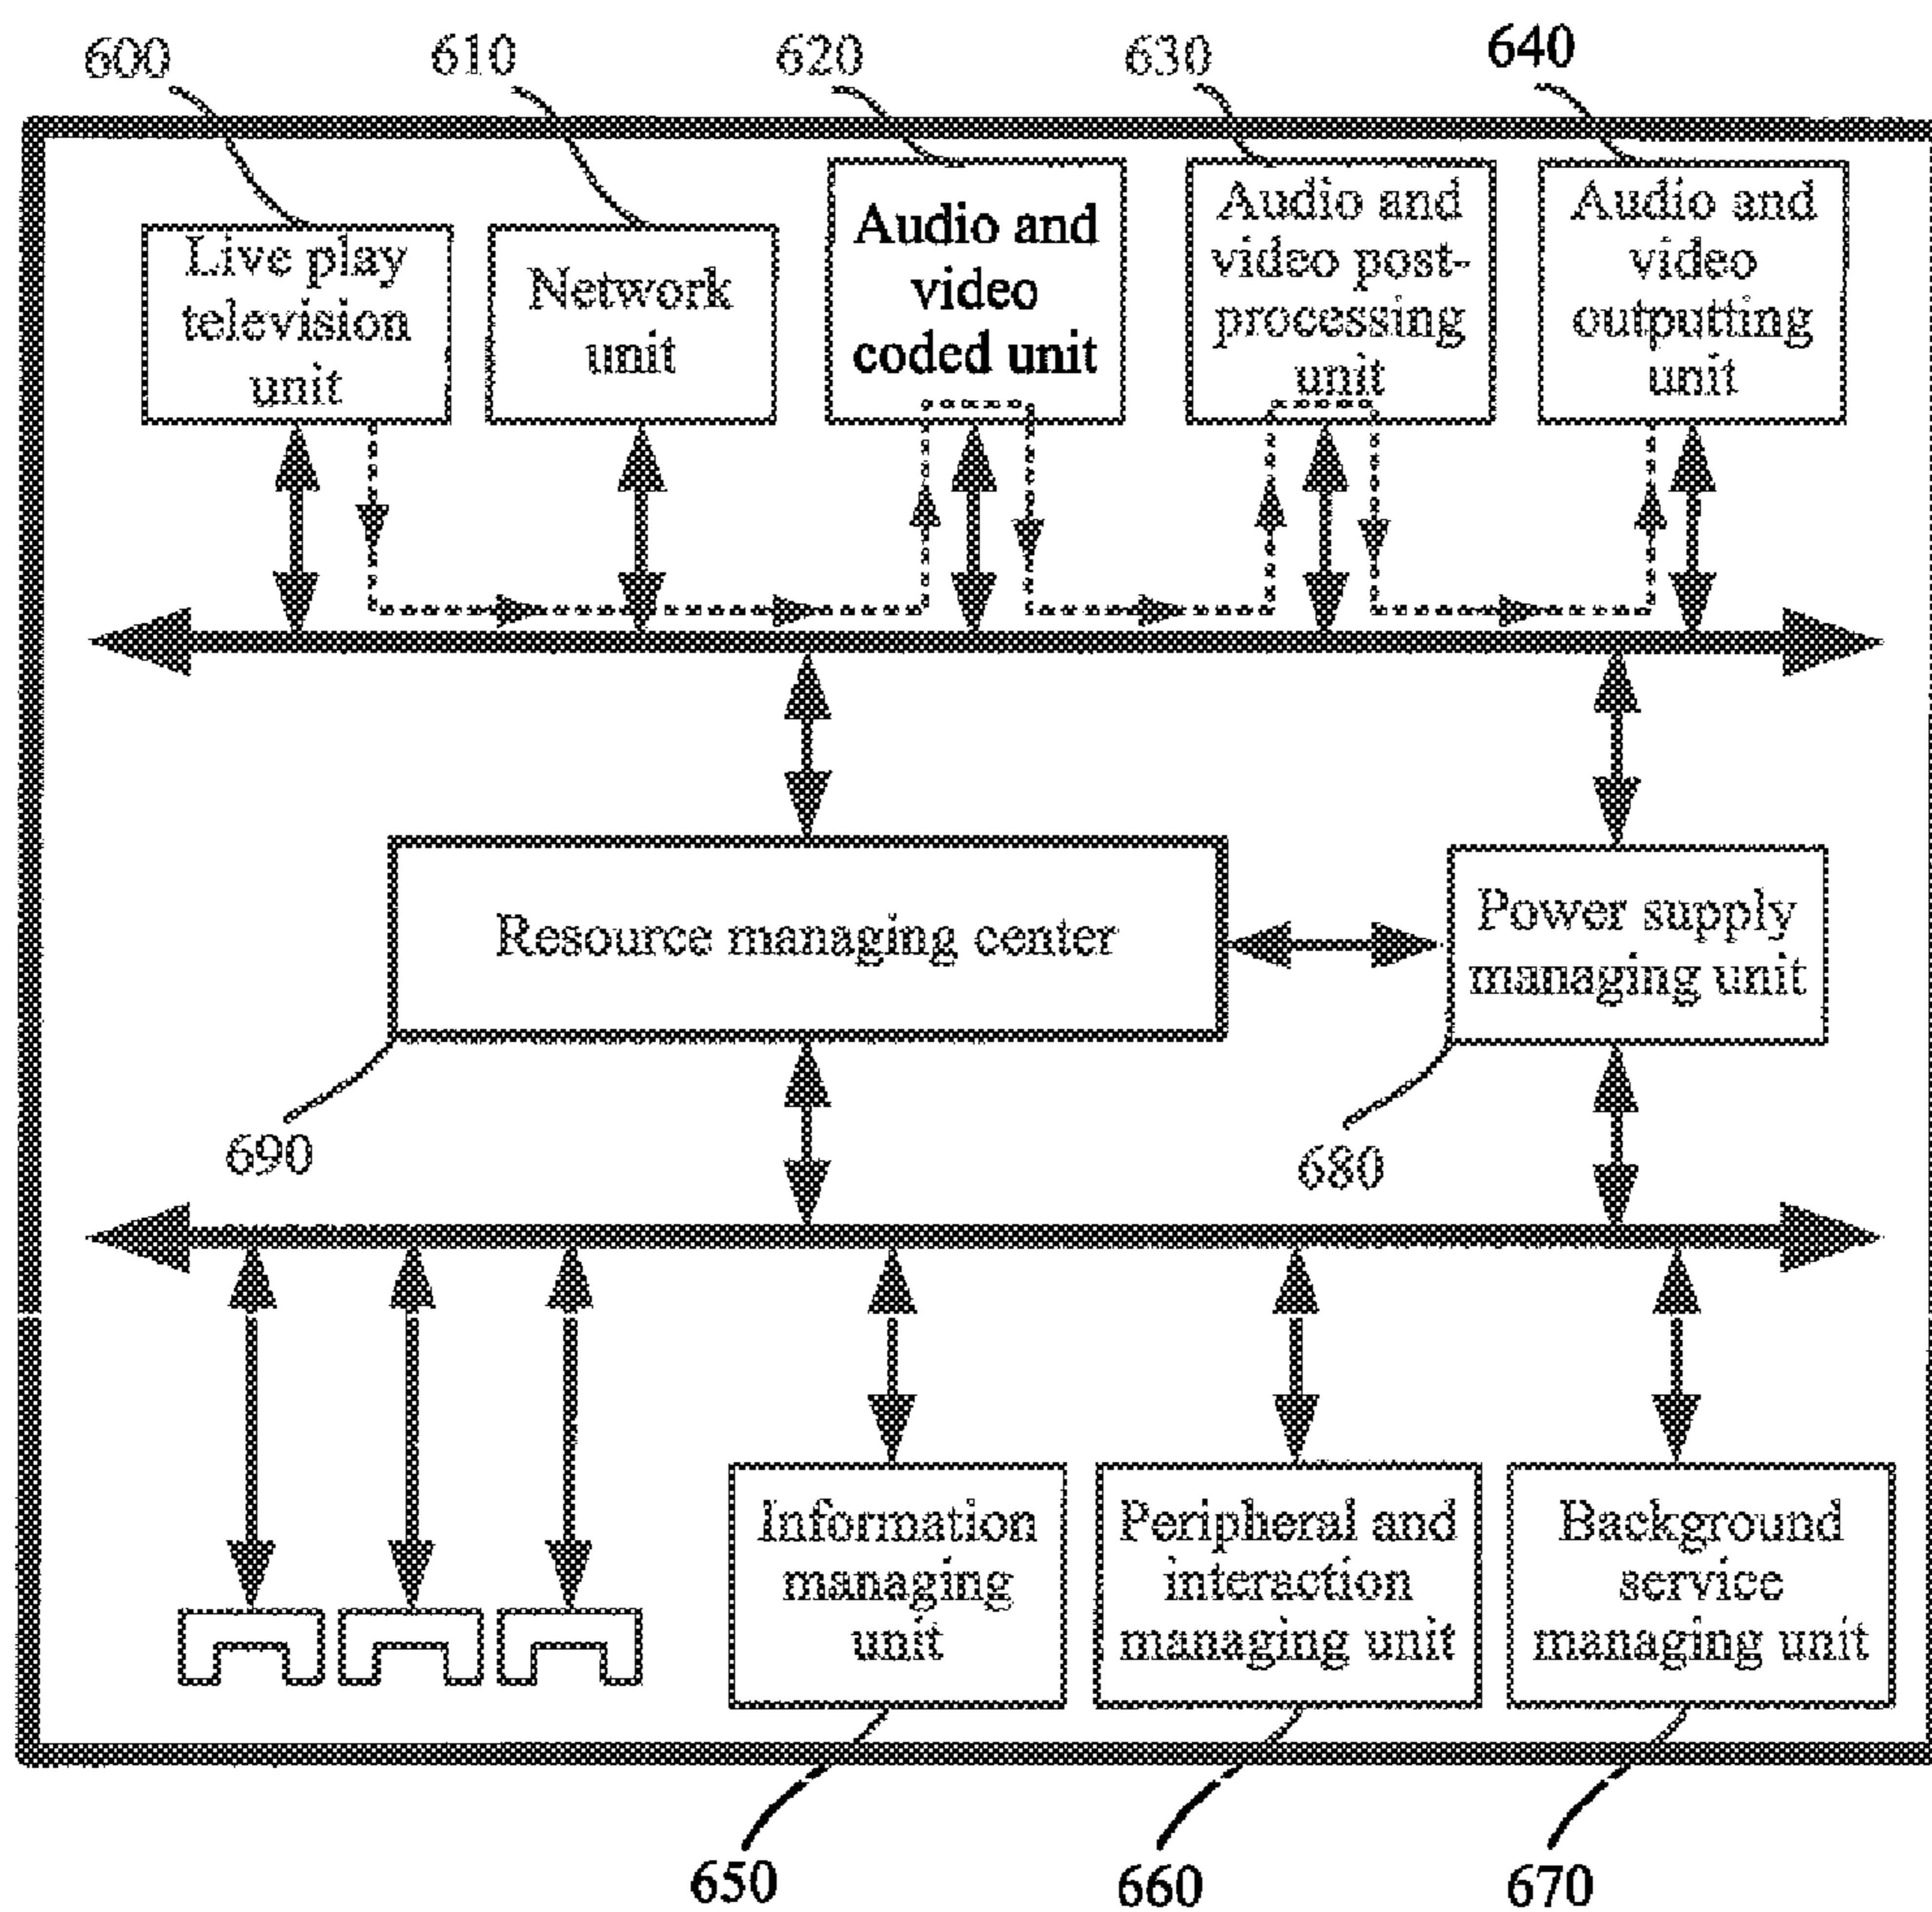 600
610
620
630
640
Live play
television
unit
Network
unit
Audio and
video
coded unit
Audio and
video post-
processing
unit
Audio and
video
outputting
unit
Resource managing center
Power supply
managing unit
690
680
Information
managing
unit
Peripheral and
interaction
managing unit
Background
service
managing unit
650
660
670